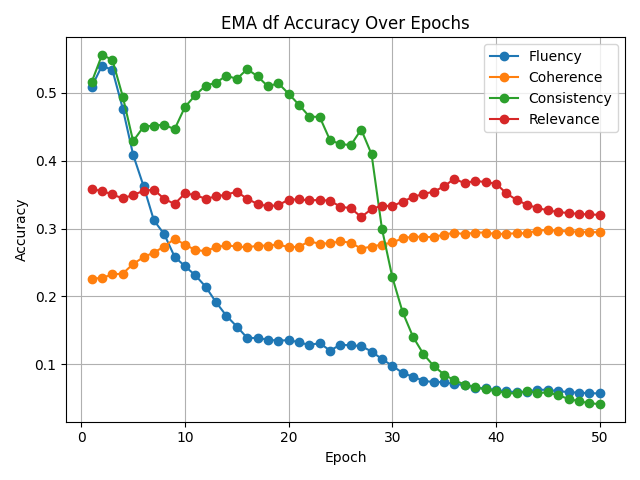 EMA df Accuracy Over Epochs
Fluency
Coherence
Consistency
Relevance
Accuracy
0.5
0.4
0.3
0.2
0.1
0 10 20 30 40 50
Epoch